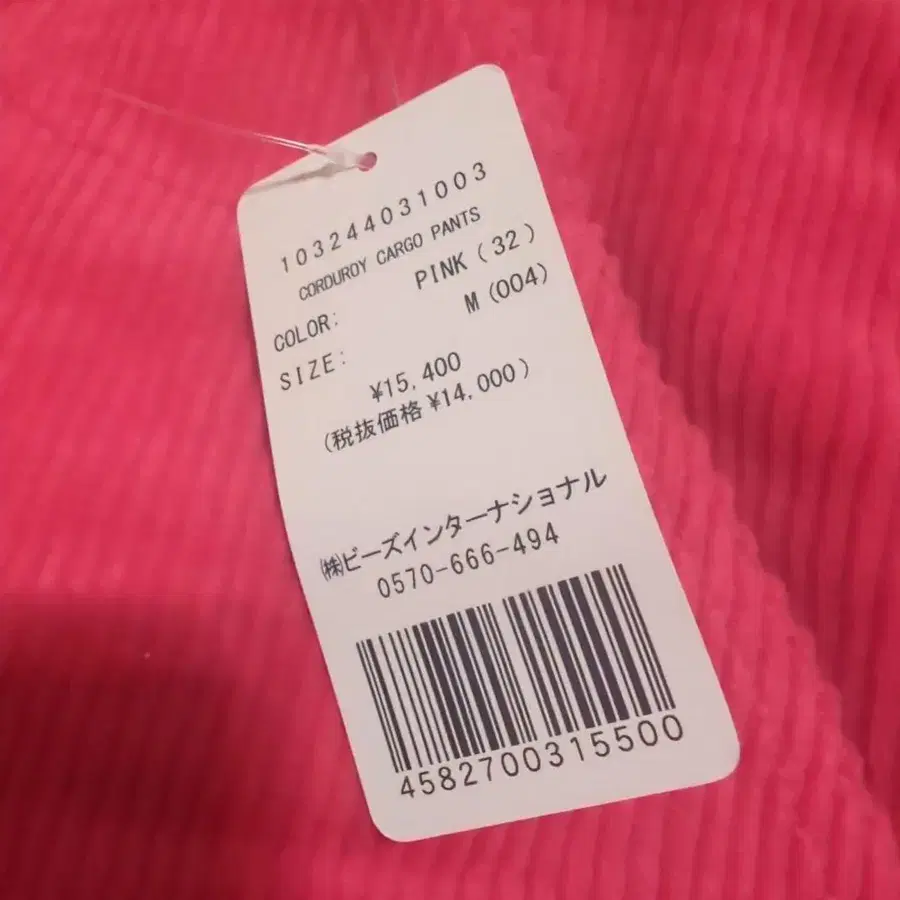 103244031003
CORDUROY CARGO PANTS
COLOR: PINK(32)
SIZE: M(004)
¥15,400
(税抜価格¥14,000)
㈱ビーズインターナショナル
0570-666-494
4582700315500